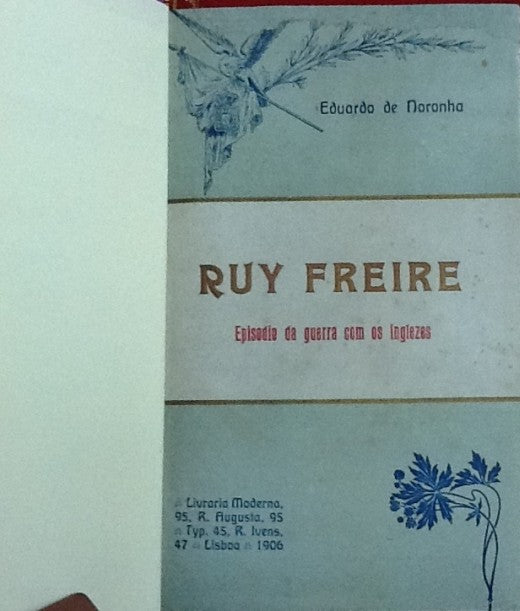 Eduardo de Noronha
RUY FREIRE
Episodio da guerra com os inglezes
Livraria Moderna,
95, R. Augusta, 95
Typ. 45, R. Ivens,
47 Lisboa 1906